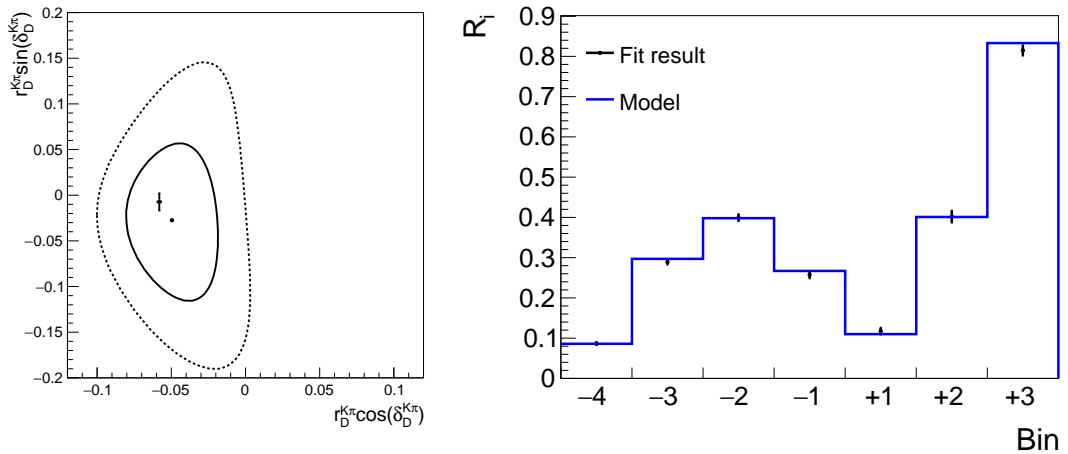 r_D^{Kπ}sin(δ_D^{Kπ})
0.2
0.15
0.1
0.05
0
−0.05
−0.1
−0.15
−0.2
−0.1 −0.05 0 0.05 0.1
r_D^{Kπ}cos(δ_D^{Kπ})
R_i
0.9
0.8
0.7
0.6
0.5
0.4
0.3
0.2
0.1
0
Fit result
Model
−4 −3 −2 −1 +1 +2 +3
Bin